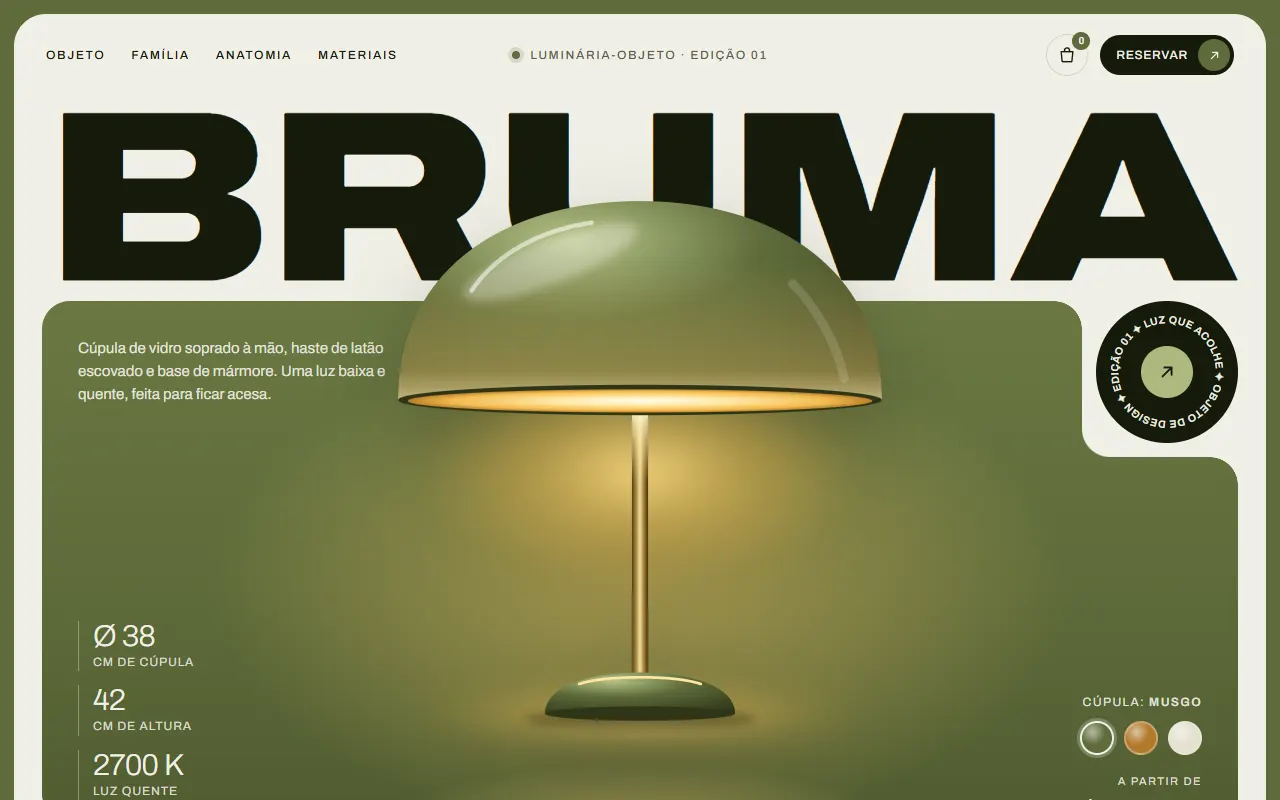 OBJETO FAMÍLIA ANATOMIA MATERIAIS
LUMINÁRIA-OBJETO · EDIÇÃO 01
0
RESERVAR
BRUMA
Cúpula de vidro soprado à mão, haste de latão
escovado e base de mármore. Uma luz baixa e
quente, feita para ficar acesa.
LUZ QUE ACOLHE ✦ OBJETO DE DESIGN ✦ EDIÇÃO 01 ✦
Ø 38
CM DE CÚPULA
42
CM DE ALTURA
2700 K
LUZ QUENTE
CÚPULA: MUSGO
A PARTIR DE